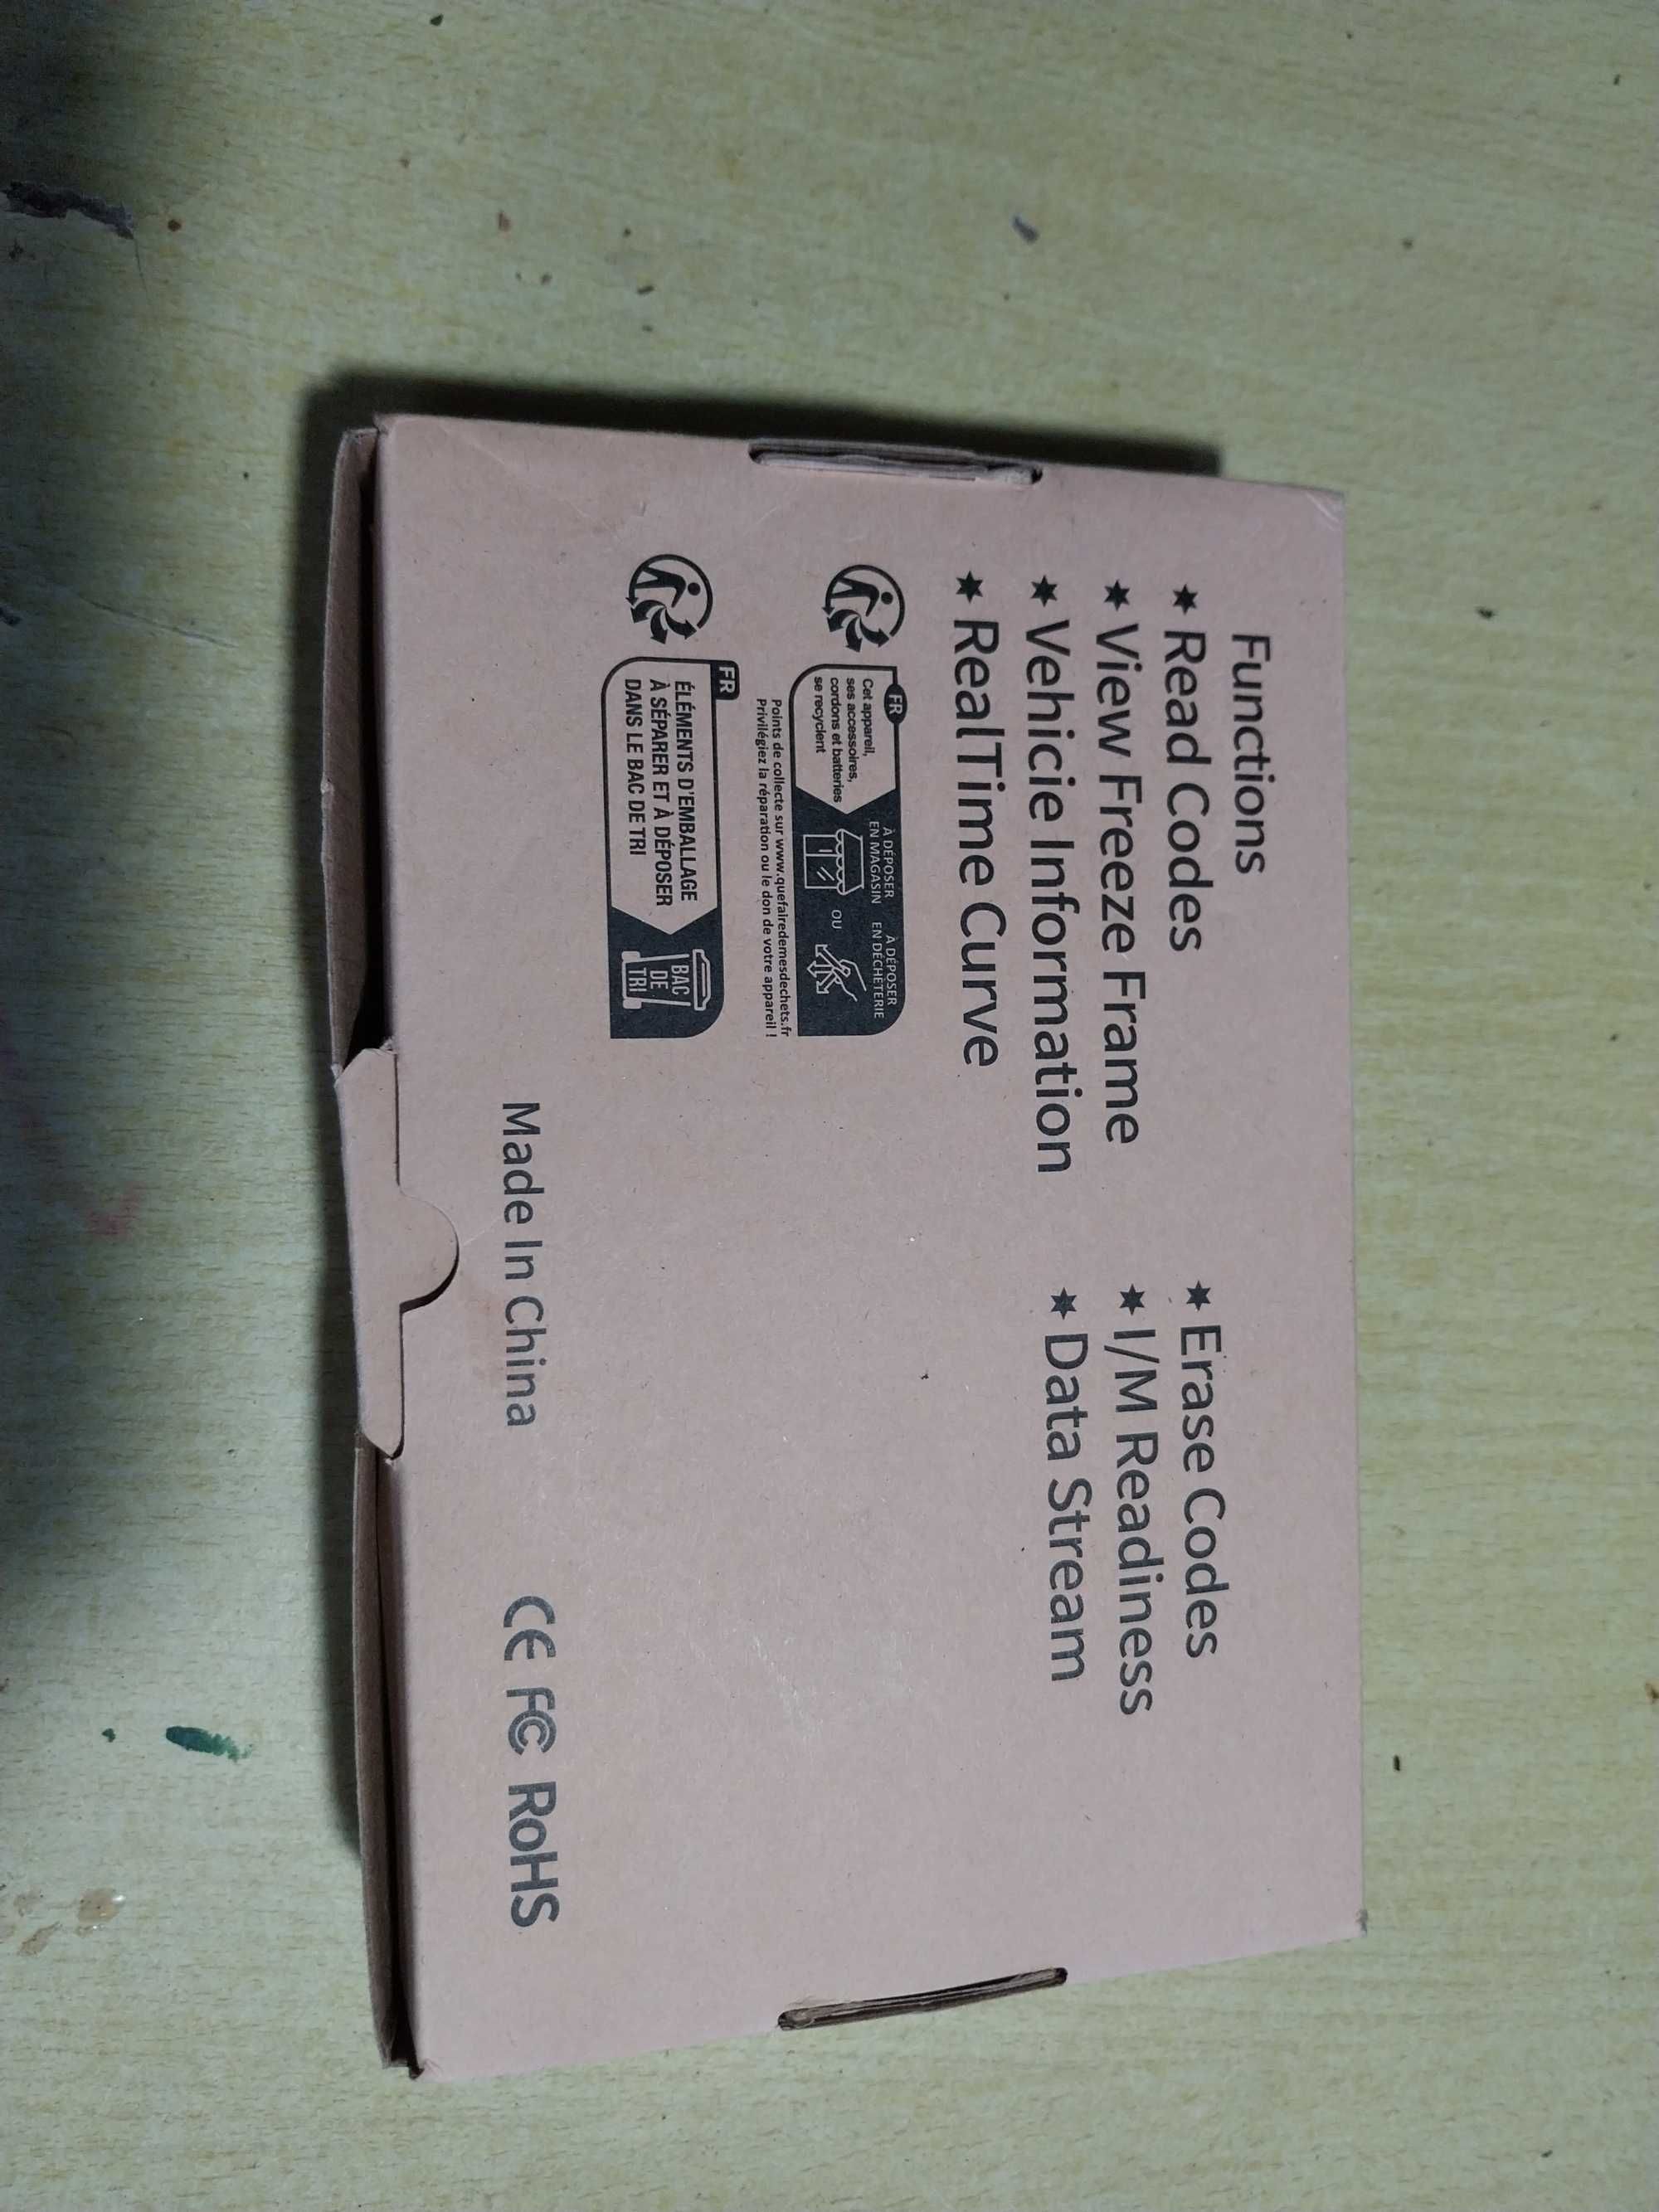 Functions
✶ Read Codes
✶ Erase Codes
✶ View Freeze Frame
✶ I/M Readiness
✶ Vehicie Information
✶ Data Stream
✶ RealTime Curve
FR
Cet appareil,
ses accessoires,
cordons et batteries
se recyclent
À DÉPOSER
EN MAGASIN
OU
À DÉPOSER
EN DÉCHÈTERIE
Points de collecte sur www.quefairedemesdechets.fr
Privilégiez la réparation ou le don de votre appareil !
FR
ÉLÉMENTS D'EMBALLAGE
À SÉPARER ET À DÉPOSER
DANS LE BAC DE TRI
BAC
DE
TRI
Made In China
CE FC RoHS